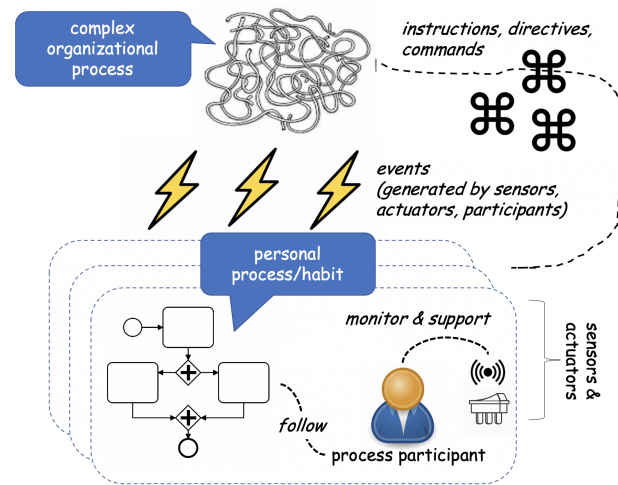 complex
organizational
process
instructions, directives,
commands
events
(generated by sensors,
actuators, participants)
personal
process/habit
monitor & support
sensors &
actuators
follow
process participant